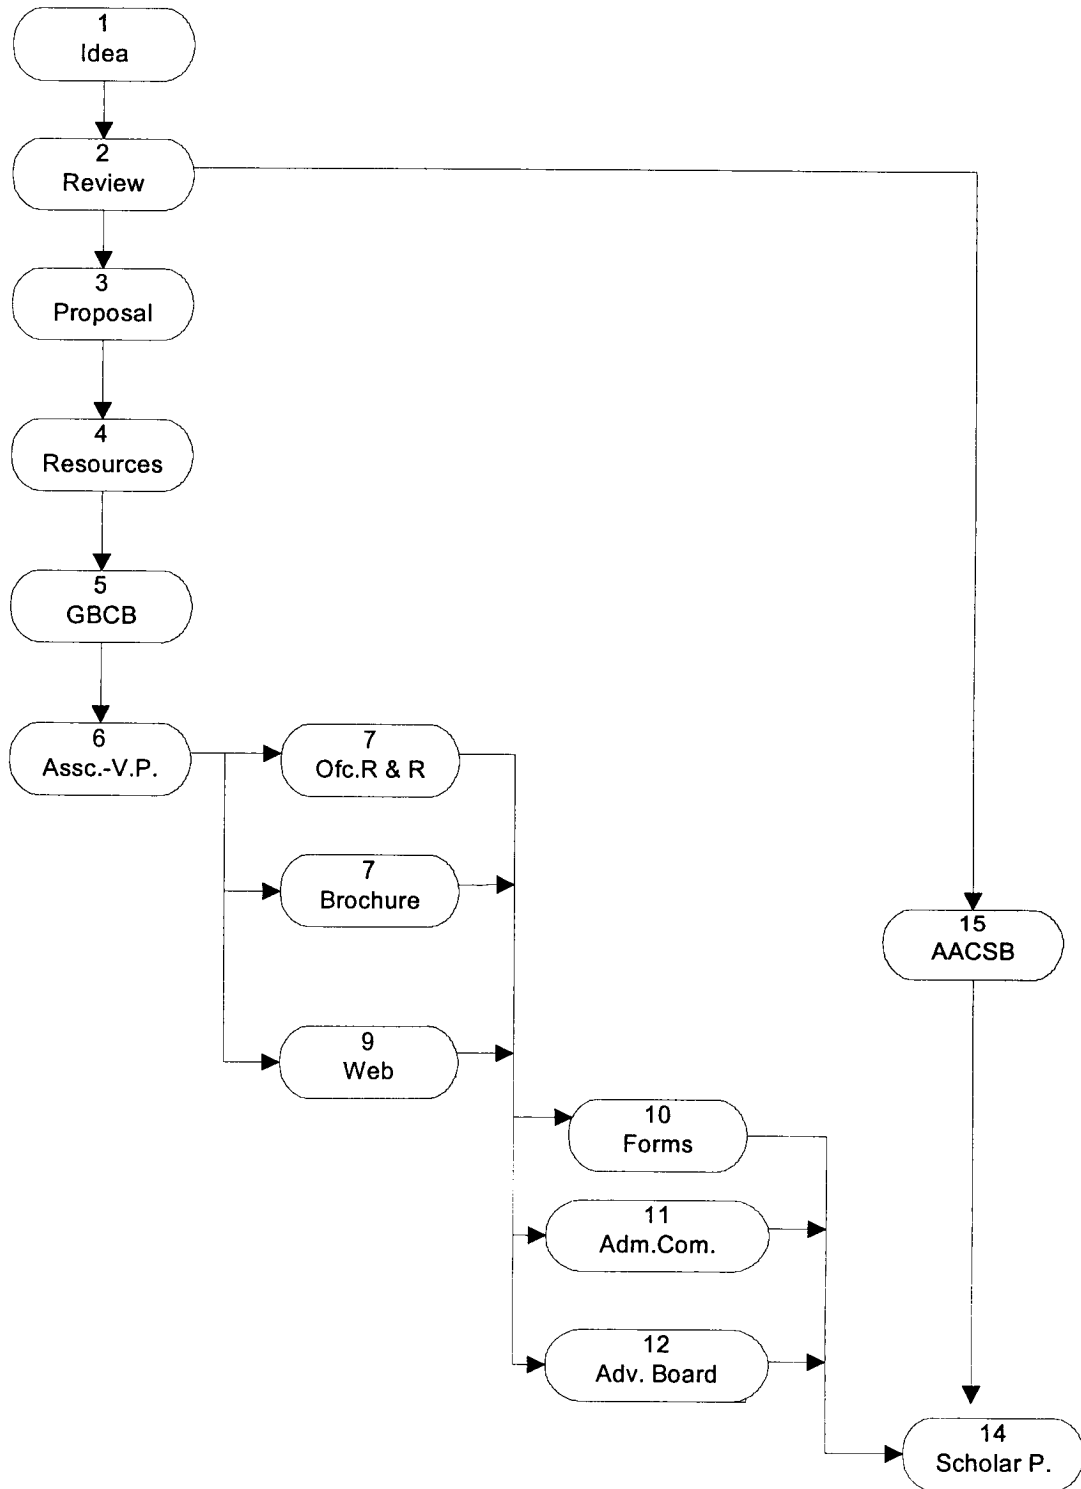 1
Idea
2
Review
3
Proposal
4
Resources
5
GBCB
6
Assc.-V.P.
7
Ofc.R & R
7
Brochure
9
Web
10
Forms
11
Adm.Com.
12
Adv. Board
15
AACSB
14
Scholar P.